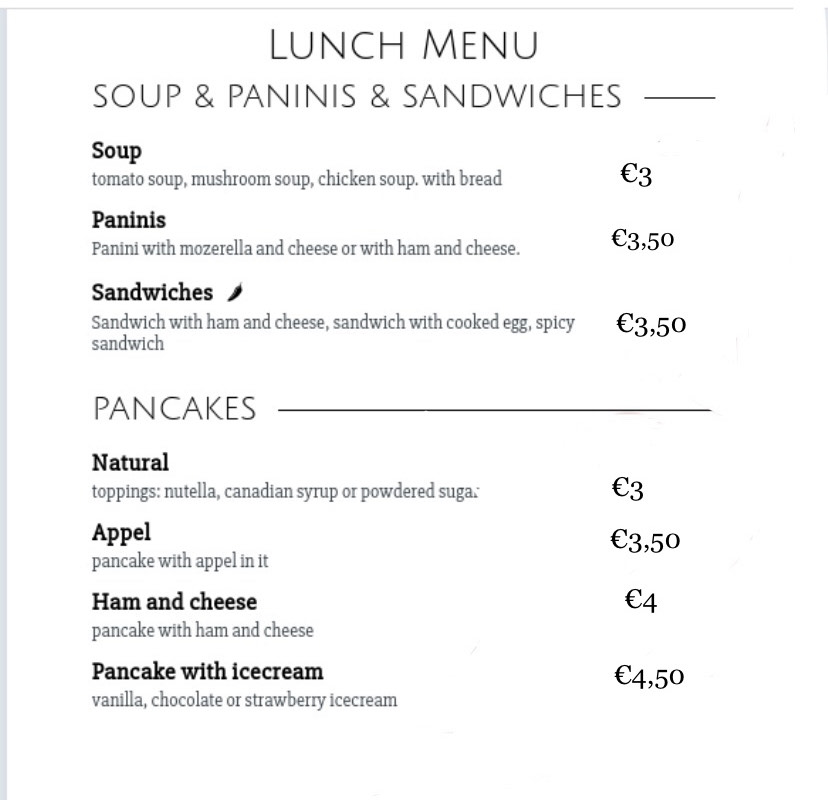 LUNCH MENU
SOUP & PANINIS & SANDWICHES
Soup
tomato soup, mushroom soup, chicken soup. with bread €3
Paninis
Panini with mozerella and cheese or with ham and cheese. €3,50
Sandwiches
Sandwich with ham and cheese, sandwich with cooked egg, spicy €3,50
sandwich
PANCAKES
Natural
toppings: nutella, canadian syrup or powdered suga. €3
Appel
pancake with appel in it €3,50
Ham and cheese €4
pancake with ham and cheese
Pancake with icecream €4,50
vanilla, chocolate or strawberry icecream